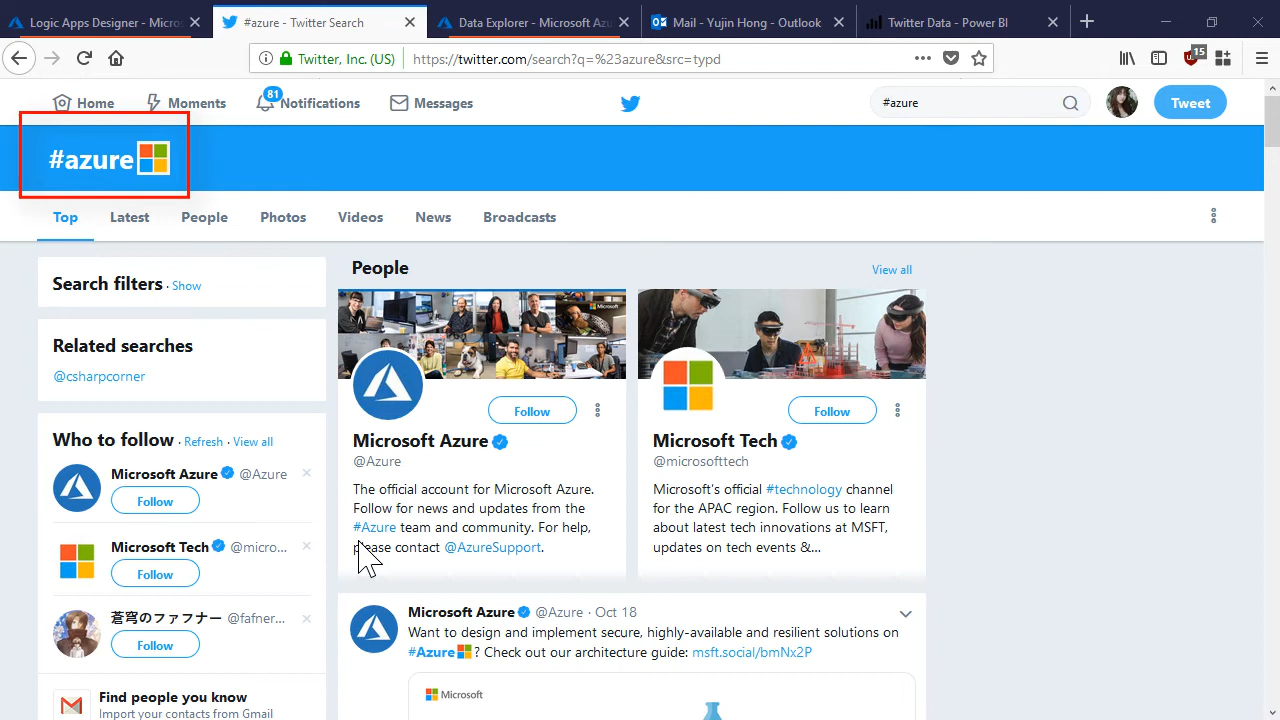 Logic Apps Designer - Micros
#azure - Twitter Search
Data Explorer - Microsoft Azu
Mail - Yujin Hong - Outlook
Twitter Data - Power BI
Twitter, Inc. (US)
https://twitter.com/search?q=%23azure&src=typd
15
Home
Moments
81
Notifications
Messages
#azure
Tweet
#azure
Top
Latest
People
Photos
Videos
News
Broadcasts
Search filters · Show
Related searches
@csharpcorner
Who to follow · Refresh · View all
Microsoft Azure @Azure
Follow
Microsoft Tech @micro...
Follow
蒼穹のファフナー @fafner...
Follow
Find people you know
Import your contacts from Gmail
People
View all
Follow
Microsoft Azure
@Azure
The official account for Microsoft Azure.
Follow for news and updates from the
#Azure team and community. For help,
please contact @AzureSupport.
Microsoft
Follow
Microsoft Tech
@microsofttech
Microsoft's official #technology channel
for the APAC region. Follow us to learn
about latest tech innovations at MSFT,
updates on tech events &...
Microsoft Azure @Azure · Oct 18
Want to design and implement secure, highly-available and resilient solutions on
#Azure? Check out our architecture guide: msft.social/bmNx2P
Microsoft